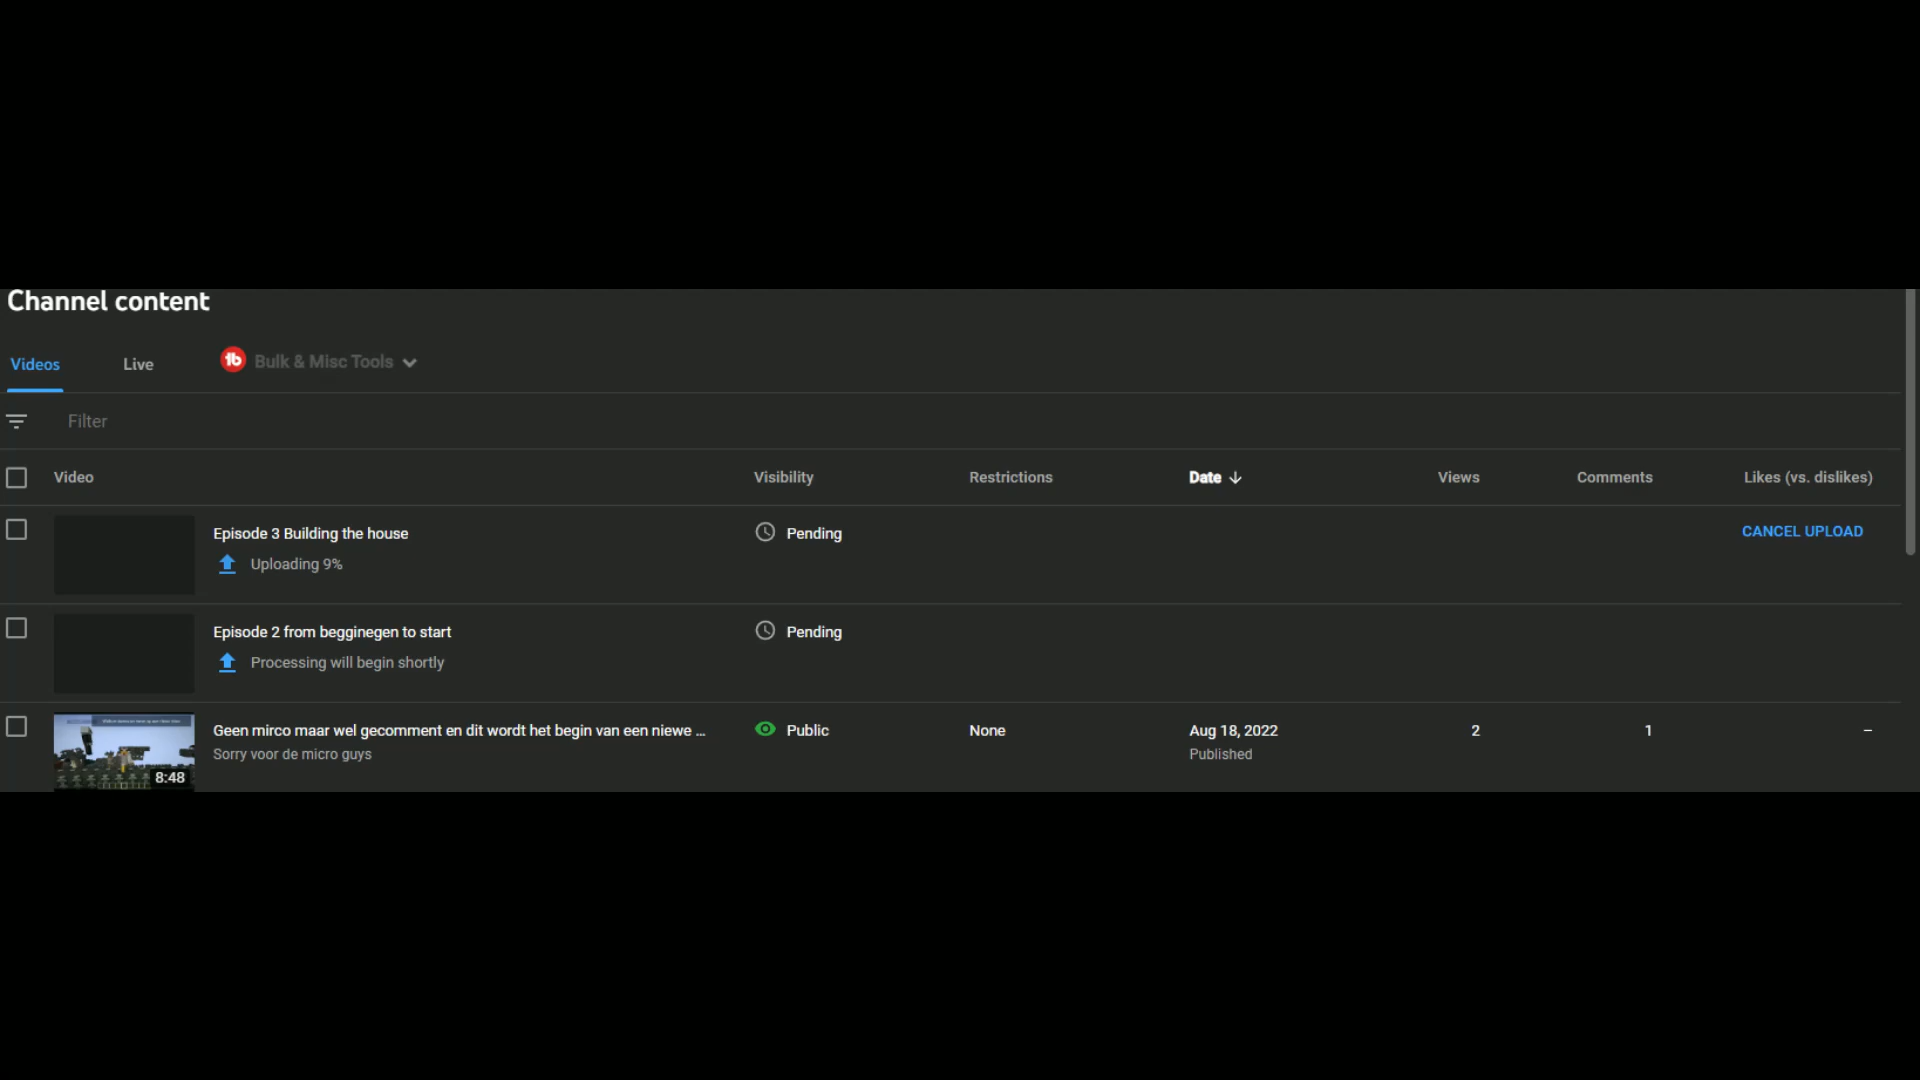 Channel content
Videos Live Bulk & Misc Tools
Filter
Video Visibility Restrictions Date Views Comments Likes (vs. dislikes)
Episode 3 Building the house Pending CANCEL UPLOAD
Uploading 9%
Episode 2 from begginegen to start Pending
Processing will begin shortly
Geen mirco maar wel gecomment en dit wordt het begin van een niewe ... Public None Aug 18, 2022 2 1 –
Sorry voor de micro guys Published
8:48